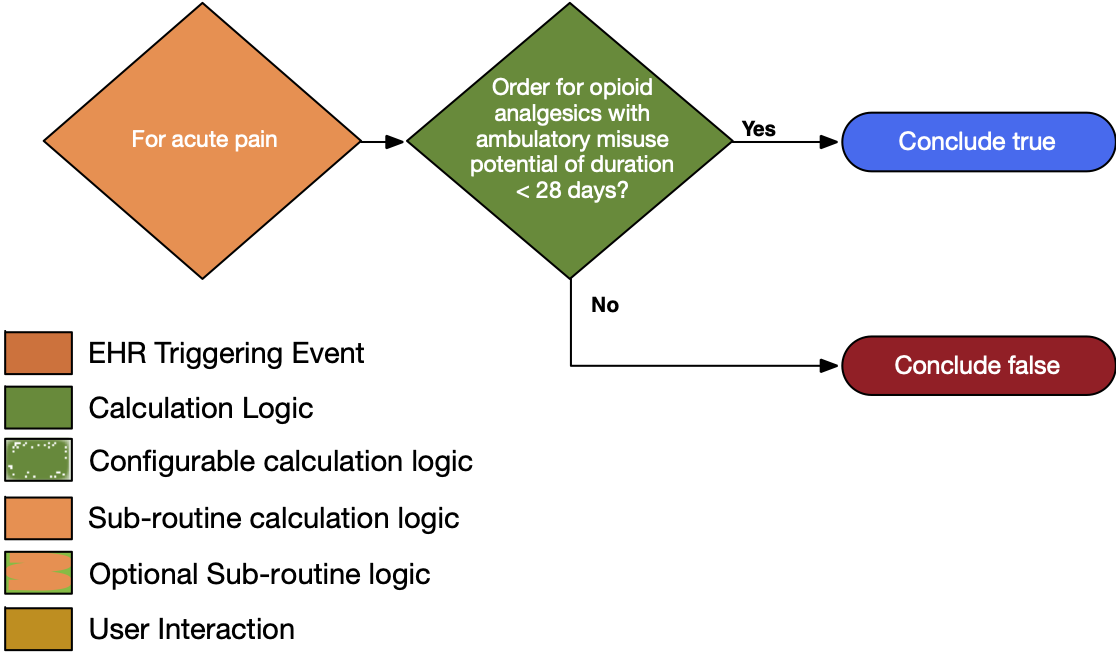 For acute pain
Order for opioid
analgesics with
ambulatory misuse
potential of duration
< 28 days?
Yes
Conclude true
No
Conclude false
EHR Triggering Event
Calculation Logic
Configurable calculation logic
Sub-routine calculation logic
Optional Sub-routine logic
User Interaction